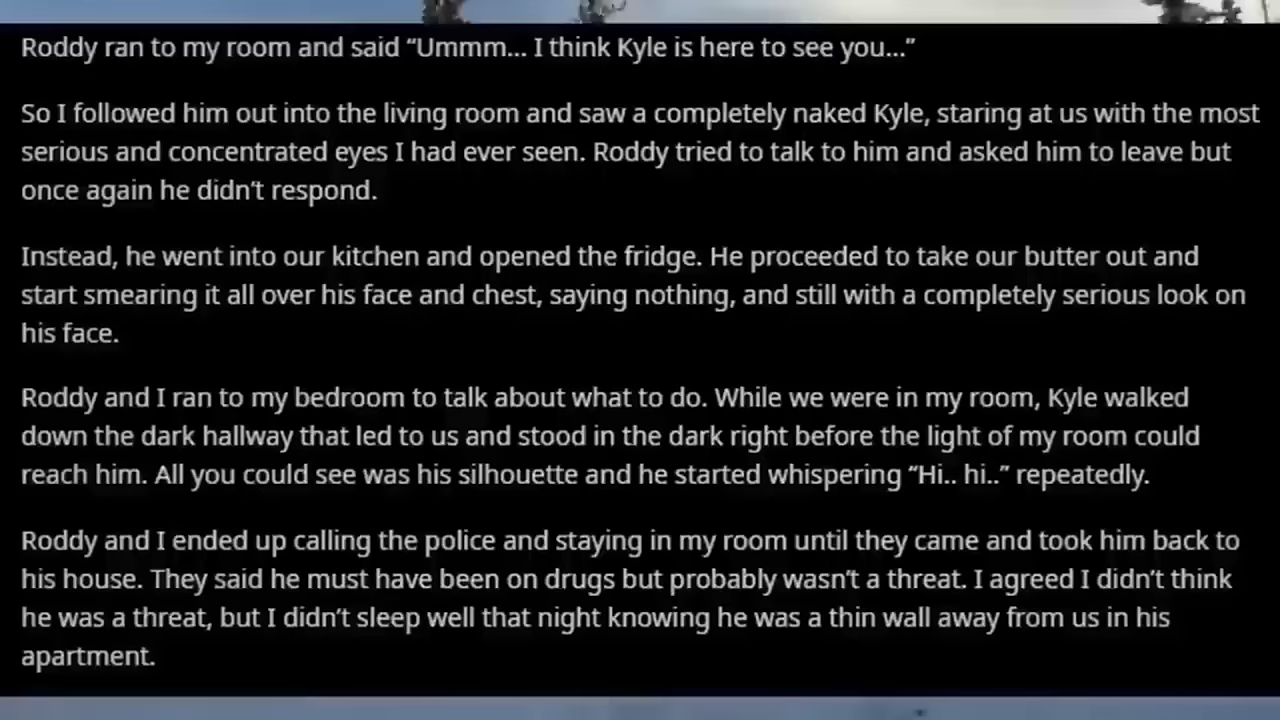 Roddy ran to my room and said “Ummm... I think Kyle is here to see you...”
So I followed him out into the living room and saw a completely naked Kyle, staring at us with the most
serious and concentrated eyes I had ever seen. Roddy tried to talk to him and asked him to leave but
once again he didn’t respond.
Instead, he went into our kitchen and opened the fridge. He proceeded to take our butter out and
start smearing it all over his face and chest, saying nothing, and still with a completely serious look on
his face.
Roddy and I ran to my bedroom to talk about what to do. While we were in my room, Kyle walked
down the dark hallway that led to us and stood in the dark right before the light of my room could
reach him. All you could see was his silhouette and he started whispering “Hi.. hi..” repeatedly.
Roddy and I ended up calling the police and staying in my room until they came and took him back to
his house. They said he must have been on drugs but probably wasn’t a threat. I agreed I didn’t think
he was a threat, but I didn’t sleep well that night knowing he was a thin wall away from us in his
apartment.